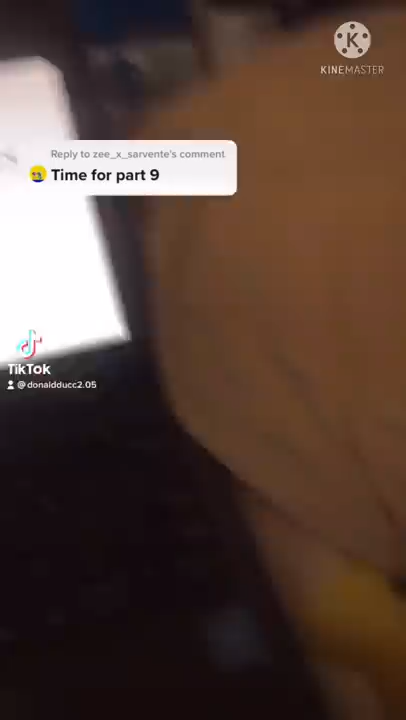 K
KINEMASTER
Reply to zee_x_sarvente's comment
Time for part 9
TikTok
@donaldducc2.05